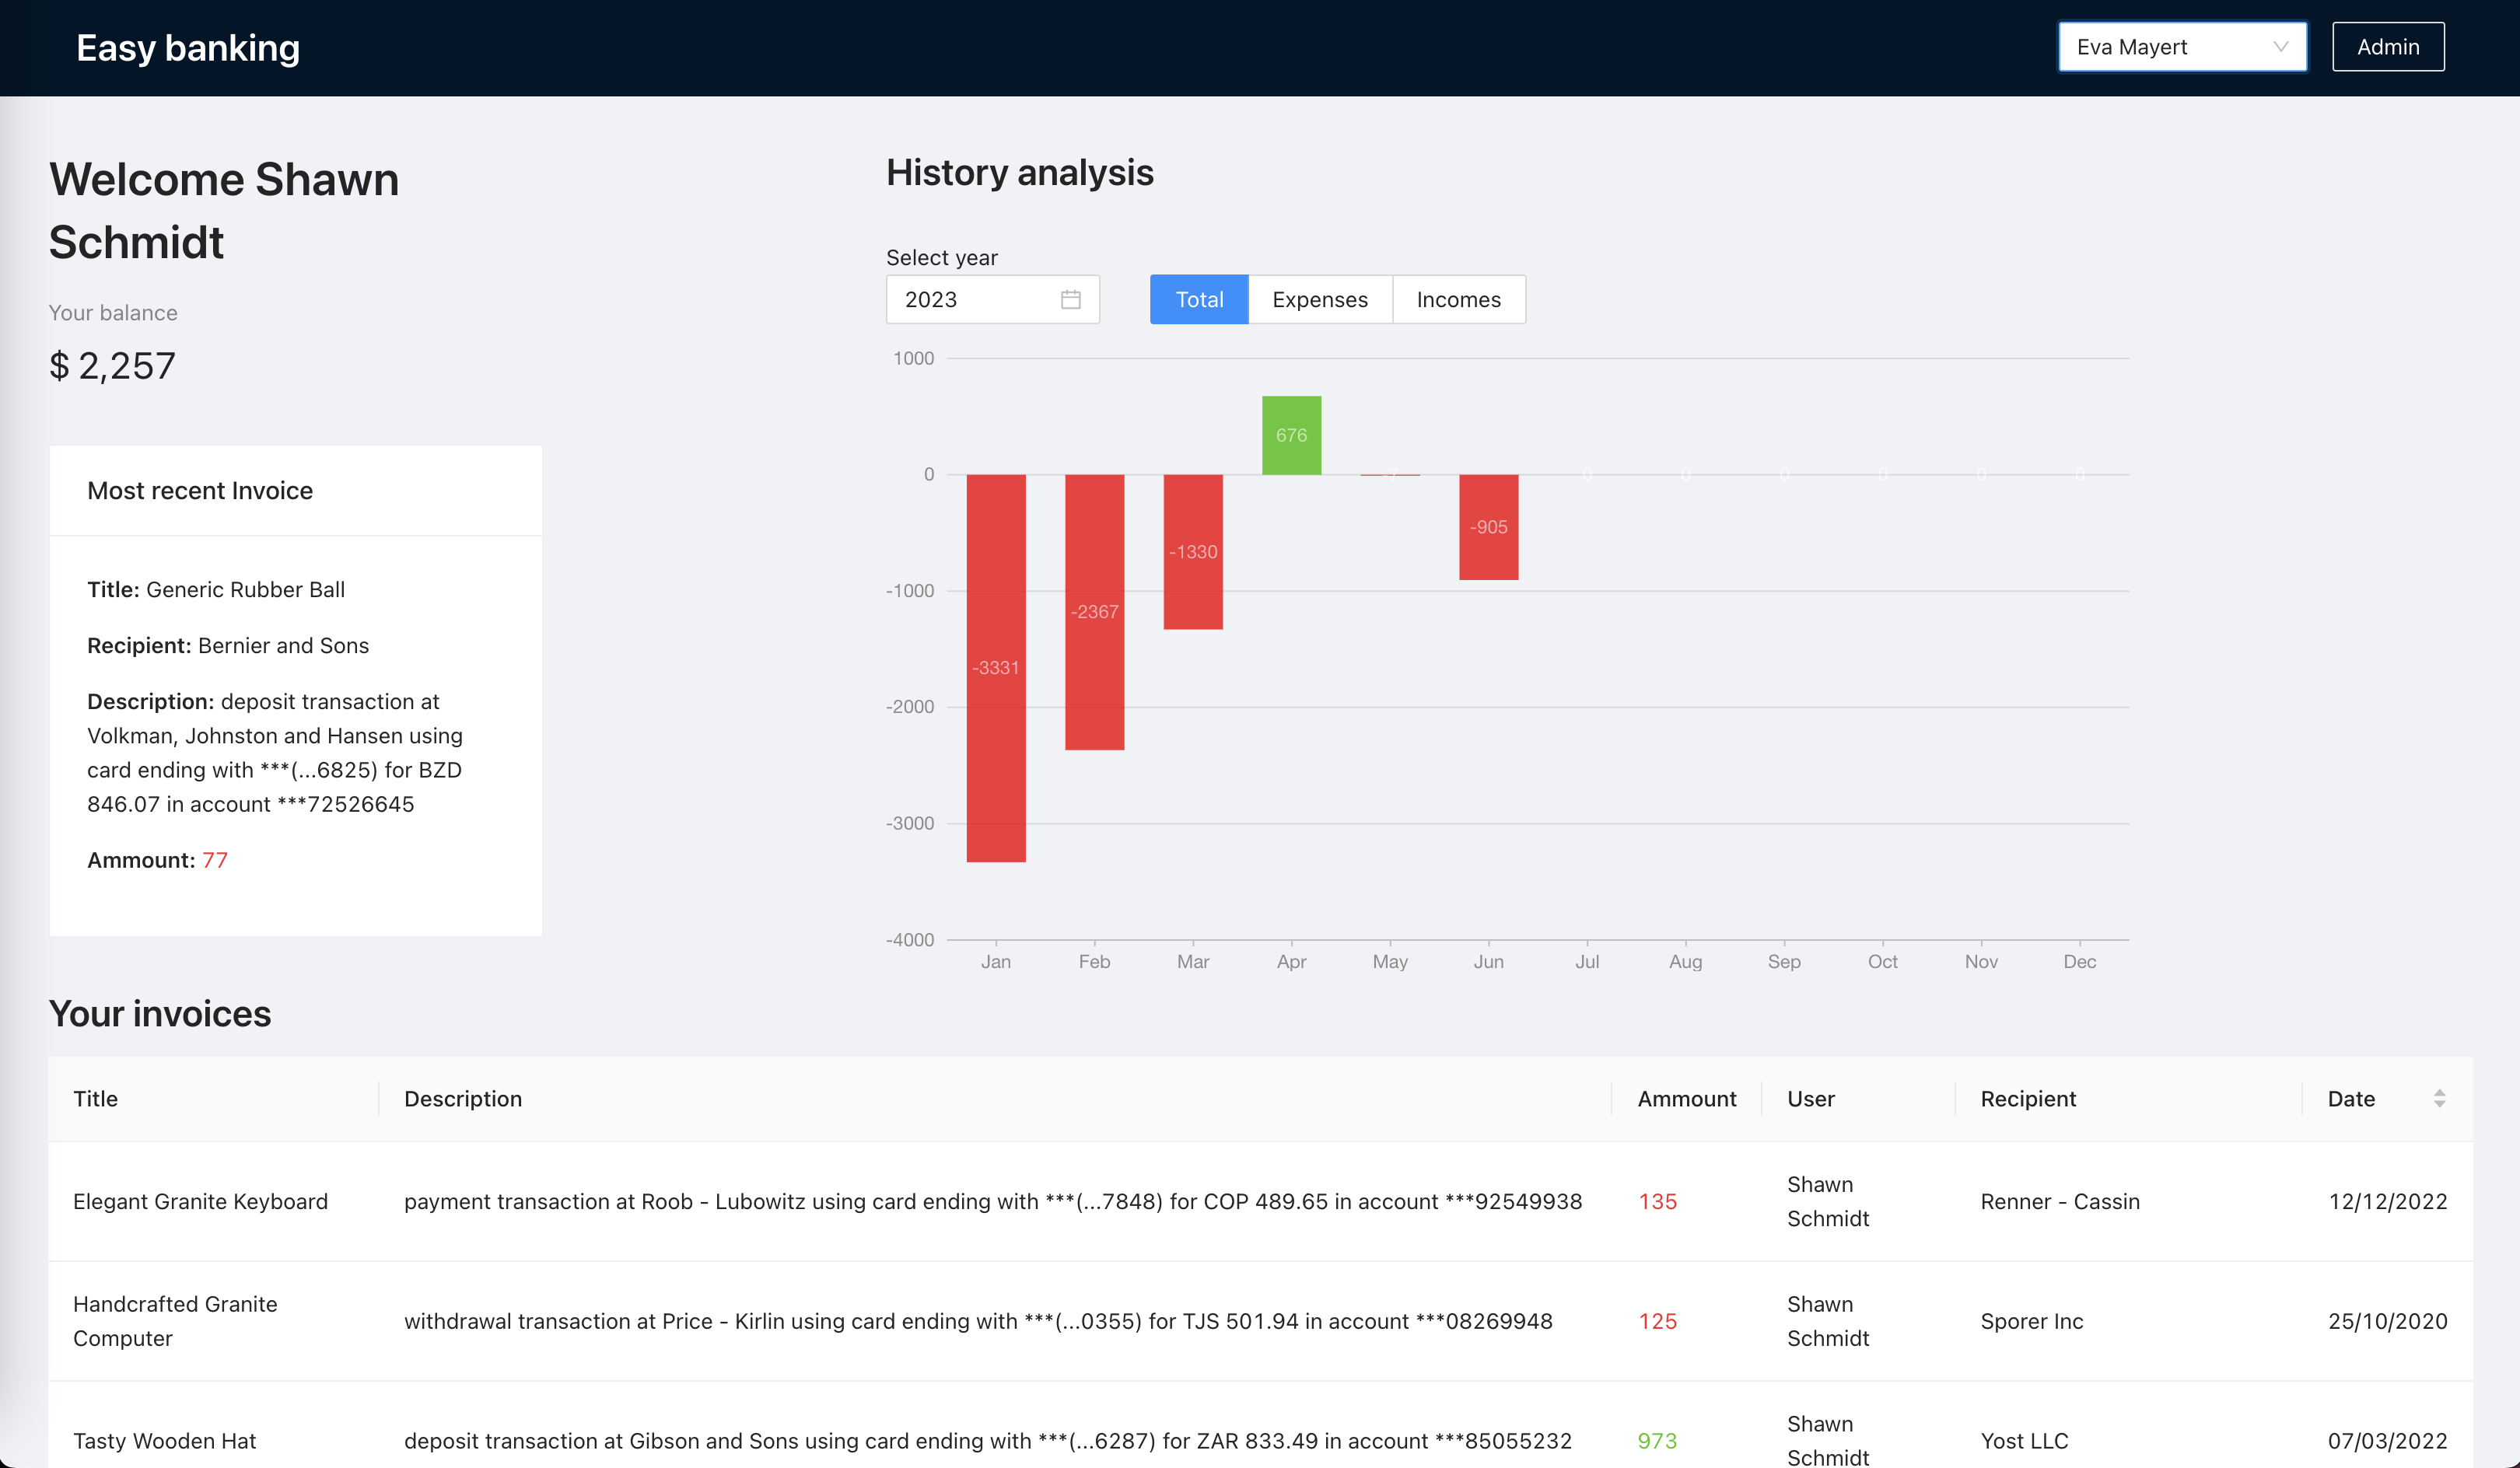 Easy banking
Eva Mayert
Admin
Welcome Shawn
Schmidt
Your balance
$ 2,257
Most recent Invoice
Title: Generic Rubber Ball
Recipient: Bernier and Sons
Description: deposit transaction at
Volkman, Johnston and Hansen using
card ending with ***(...6825) for BZD
846.07 in account ***72526645
Ammount: 77
History analysis
Select year
2023
Total
Expenses
Incomes
1000
0
-1000
-2000
-3000
-4000
-3331
-2367
-1330
676
-7
-905
0
0
0
0
0
0
Jan
Feb
Mar
Apr
May
Jun
Jul
Aug
Sep
Oct
Nov
Dec
Your invoices
Title Description Ammount User Recipient Date
Elegant Granite Keyboard
payment transaction at Roob - Lubowitz using card ending with ***(...7848) for COP 489.65 in account ***92549938
135
Shawn
Schmidt
Renner - Cassin
12/12/2022
Handcrafted Granite
Computer
withdrawal transaction at Price - Kirlin using card ending with ***(...0355) for TJS 501.94 in account ***08269948
125
Shawn
Schmidt
Sporer Inc
25/10/2020
Tasty Wooden Hat
deposit transaction at Gibson and Sons using card ending with ***(...6287) for ZAR 833.49 in account ***85055232
973
Shawn
Schmidt
Yost LLC
07/03/2022